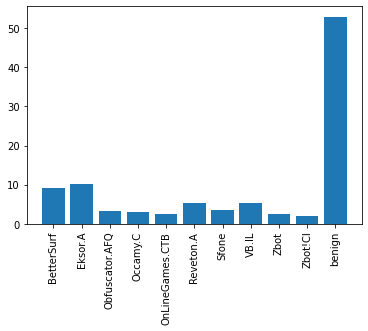 50
40
30
20
10
0
BetterSurf
Eksor.A
Obfuscator.AFQ
Occamy.C
OnLineGames.CTB
Reveton.A
Sfone
VB.IL
Zbot
Zbot!CI
benign